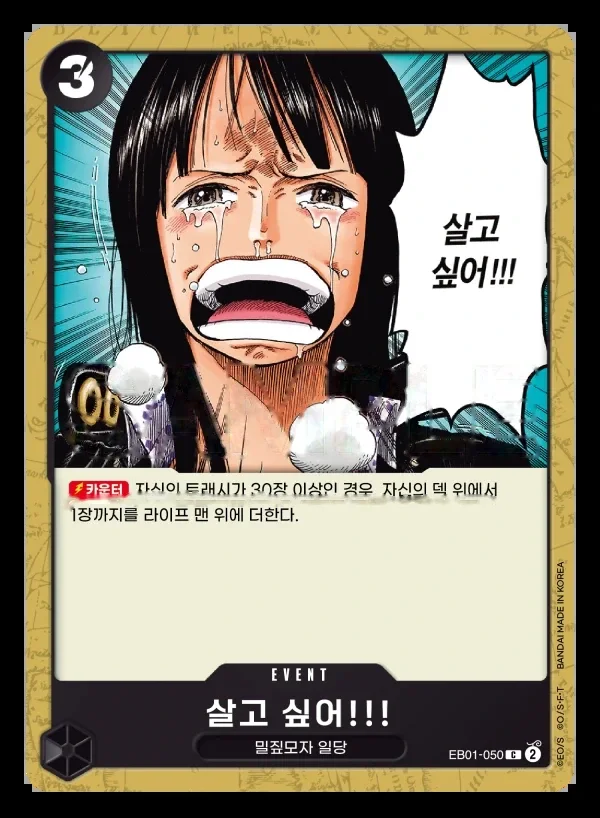 3
살고
싶어!!!
카운터 자신의 트래시가 30장 이상인 경우, 자신의 덱 위에서
1장까지를 라이프 맨 위에 더한다.
EVENT
살고 싶어!!!
밀짚모자 일당
EB01-050 C 2
©EO/S ©O/S·F·T BANDAI MADE IN KOREA